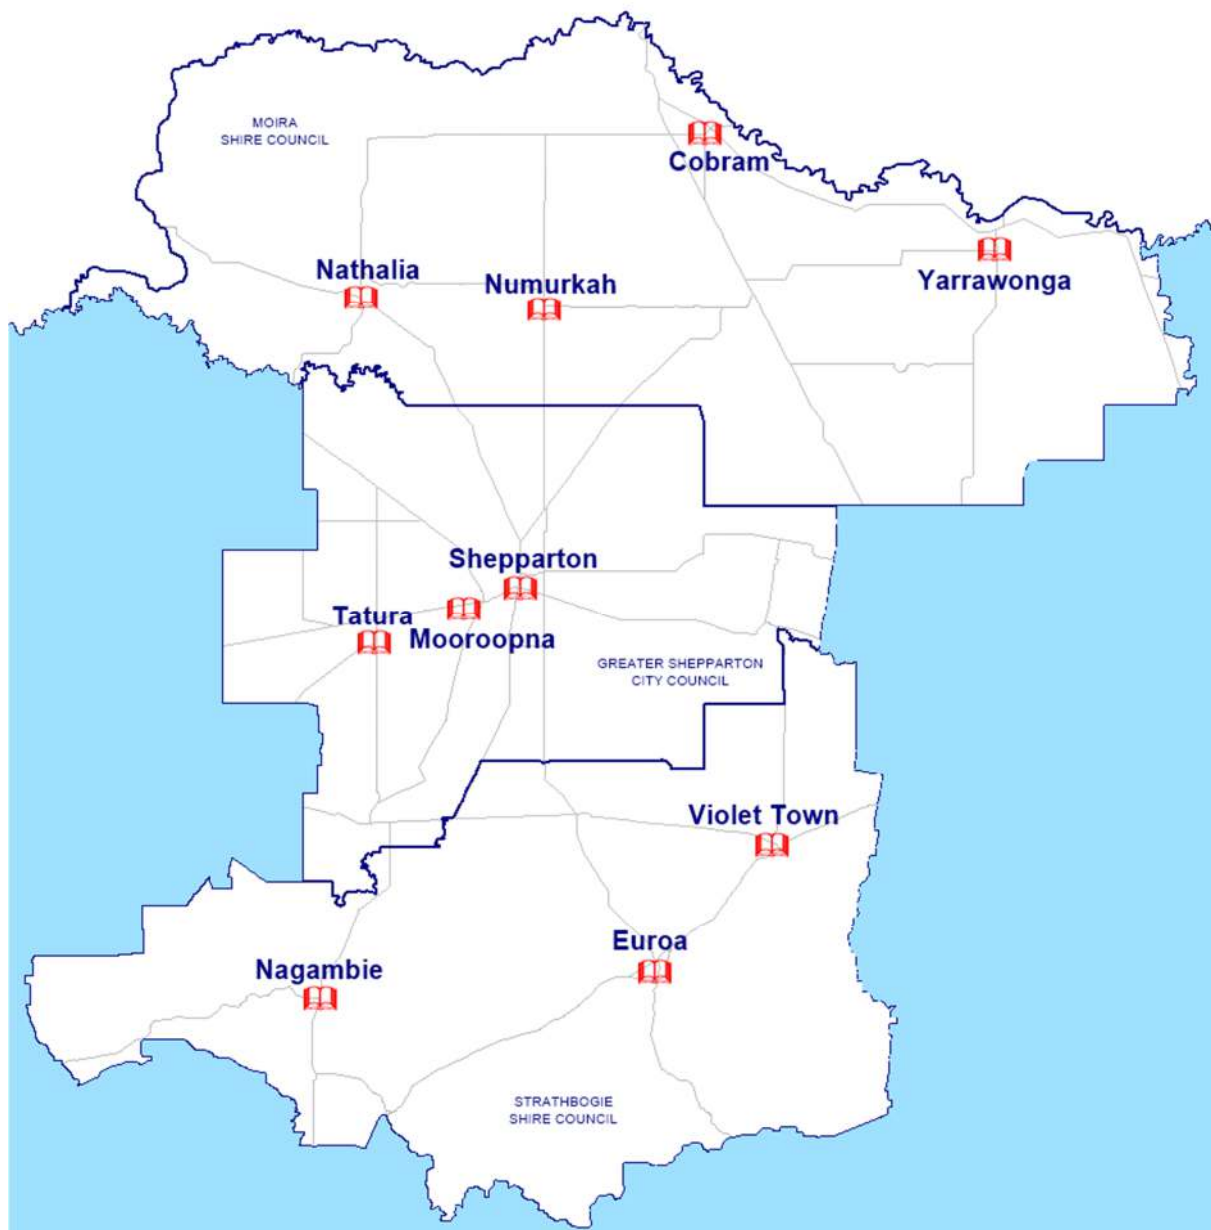 MOIRA
SHIRE COUNCIL
Cobram
Nathalia
Numurkah
Yarrawonga
Shepparton
Tatura
Mooroopna
GREATER SHEPPARTON
CITY COUNCIL
Violet Town
Euroa
Nagambie
STRATHBOGIE
SHIRE COUNCIL